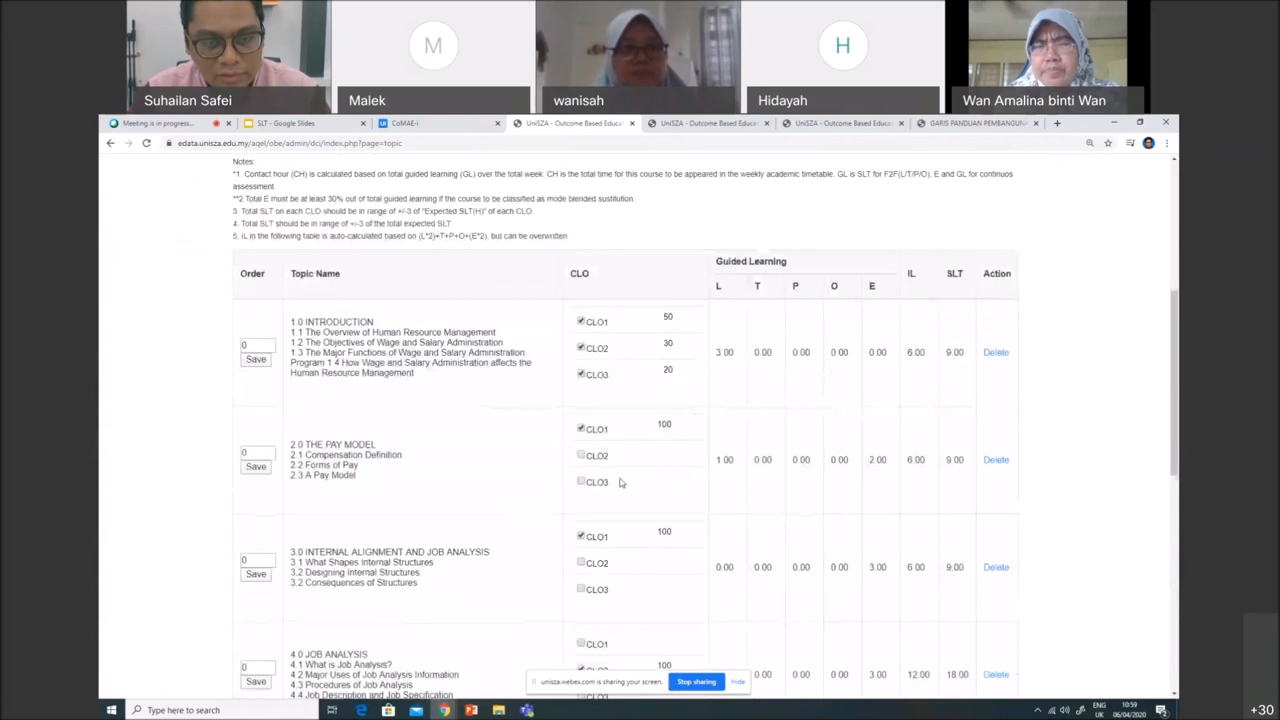 M
H
Suhailan Safei
Malek
wanisah
Hidayah
Wan Amalina binti Wan
Meeting is in progress...
SLT - Google Slides
CoMAE-i
UniSZA - Outcome Based Educa
UniSZA - Outcome Based Educa
UniSZA - Outcome Based Educa
GARIS PANDUAN PEMBANGUN
edata.unisza.edu.my/aqel/obe/admin/dci/index.php?page=topic
Notes:
*1. Contact hour (CH) is calculated based on total guided learning (GL) over the total week. CH is the total time for this course to be appeared in the weekly academic timetable. GL is SLT for F2F(L/T/P/O), E and GL for continuos
assessment.
**2 Total E must be at least 30% out of total guided learning if the course to be classified as mode blended sustitution.
3. Total SLT on each CLO should be in range of +/-3 of "Expected SLT(H)" of each CLO.
4. Total SLT should be in range of +/-3 of the total expected SLT
5. IL in the following table is auto-calculated based on (L*2)+T+P+O+(E*2), but can be overwritten
Order Topic Name CLO Guided Learning IL SLT Action
L T P O E
1.0 INTRODUCTION
1.1 The Overview of Human Resource Management
1.2 The Objectives of Wage and Salary Administration
1.3 The Major Functions of Wage and Salary Administration
Program 1.4 How Wage and Salary Administration affects the
Human Resource Management
0
Save
CLO1 50
CLO2 30
CLO3 20
3.00 0.00 0.00 0.00 0.00 6.00 9.00 Delete
2.0 THE PAY MODEL
2.1 Compensation Definition
2.2 Forms of Pay
2.3 A Pay Model
0
Save
CLO1 100
CLO2
CLO3
1.00 0.00 0.00 0.00 2.00 6.00 9.00 Delete
3.0 INTERNAL ALIGNMENT AND JOB ANALYSIS
3.1 What Shapes Internal Structures
3.2 Designing Internal Structures
3.2 Consequences of Structures
0
Save
CLO1 100
CLO2
CLO3
0.00 0.00 0.00 0.00 3.00 6.00 9.00 Delete
4.0 JOB ANALYSIS
4.1 What is Job Analysis?
4.2 Major Uses of Job Analysis Information
4.3 Procedures of Job Analysis
4.4 Job Description and Job Specification
0
Save
CLO1
100
0.00 0.00 0.00 3.00 12.00 18.00 Delete
unisza.webex.com is sharing your screen.
Stop sharing
Hide
Type here to search
ENG
UK
10:59
06/04/2020
2
+30